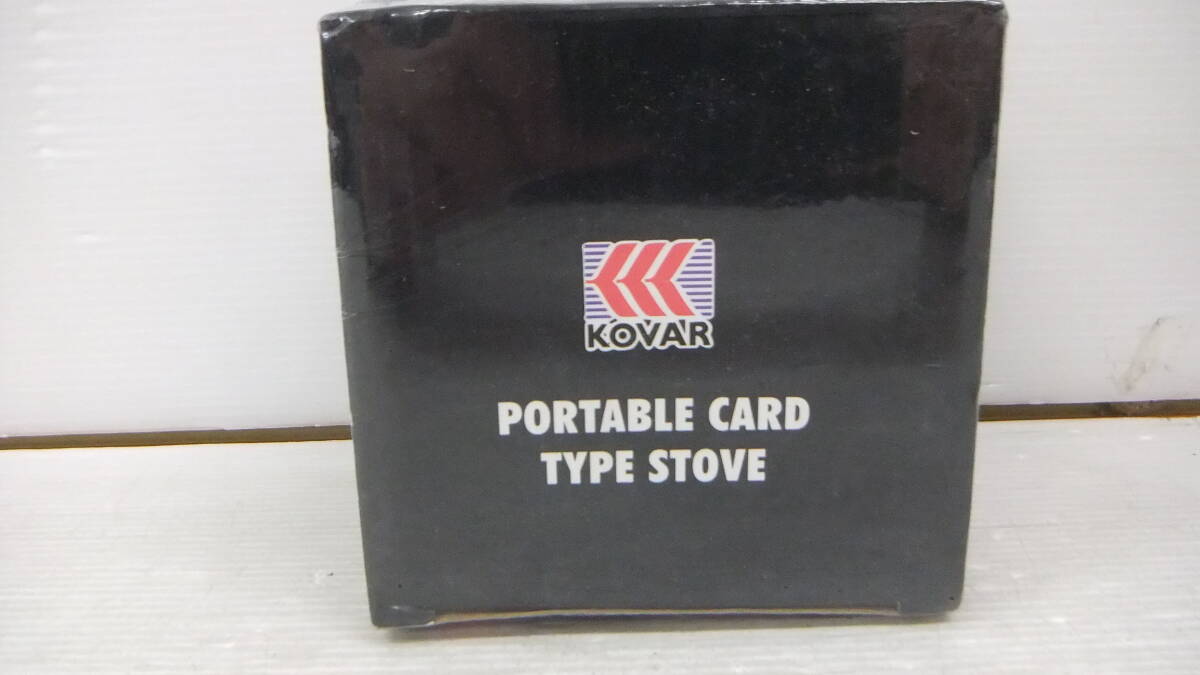 KOVAR
PORTABLE CARD
TYPE STOVE